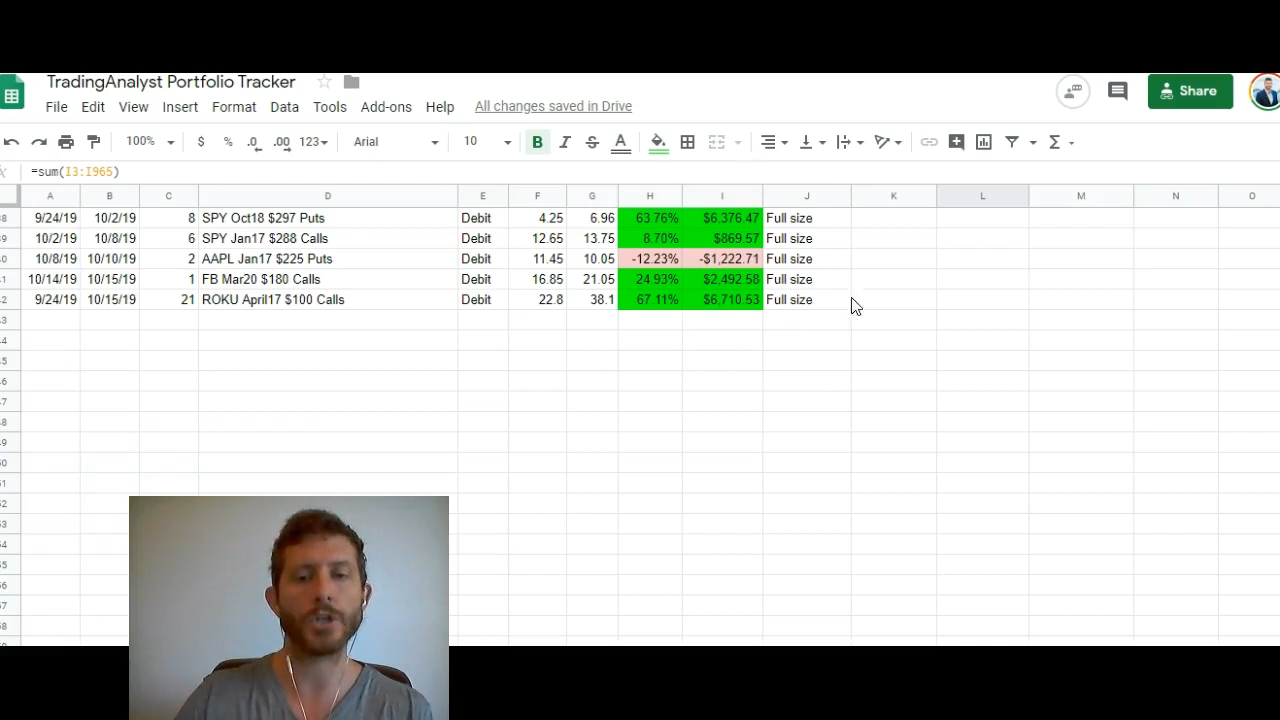 TradingAnalyst Portfolio Tracker
File Edit View Insert Format Data Tools Add-ons Help All changes saved in Drive
Share
100% $ % .0 .00 123 Arial 10 B I S A Σ
=sum(I3:I965)
A B C D E F G H I J K L M N O
9/24/19 10/2/19 8 SPY Oct18 $297 Puts Debit 4.25 6.96 63.76% $6,376.47 Full size
10/2/19 10/8/19 6 SPY Jan17 $288 Calls Debit 12.65 13.75 8.70% $869.57 Full size
10/8/19 10/10/19 2 AAPL Jan17 $225 Puts Debit 11.45 10.05 -12.23% -$1,222.71 Full size
10/14/19 10/15/19 1 FB Mar20 $180 Calls Debit 16.85 21.05 24.93% $2,492.58 Full size
9/24/19 10/15/19 21 ROKU April17 $100 Calls Debit 22.8 38.1 67.11% $6,710.53 Full size